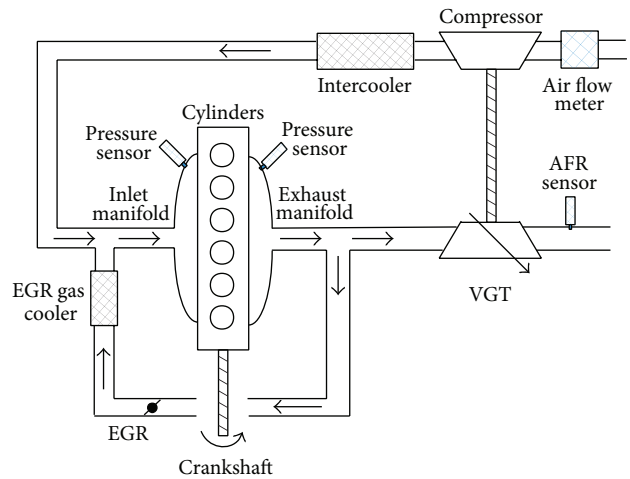 Compressor
Intercooler
Air flow
meter
Cylinders
Pressure
sensor
Pressure
sensor
AFR
sensor
Inlet
manifold
Exhaust
manifold
EGR gas
cooler
VGT
EGR
Crankshaft